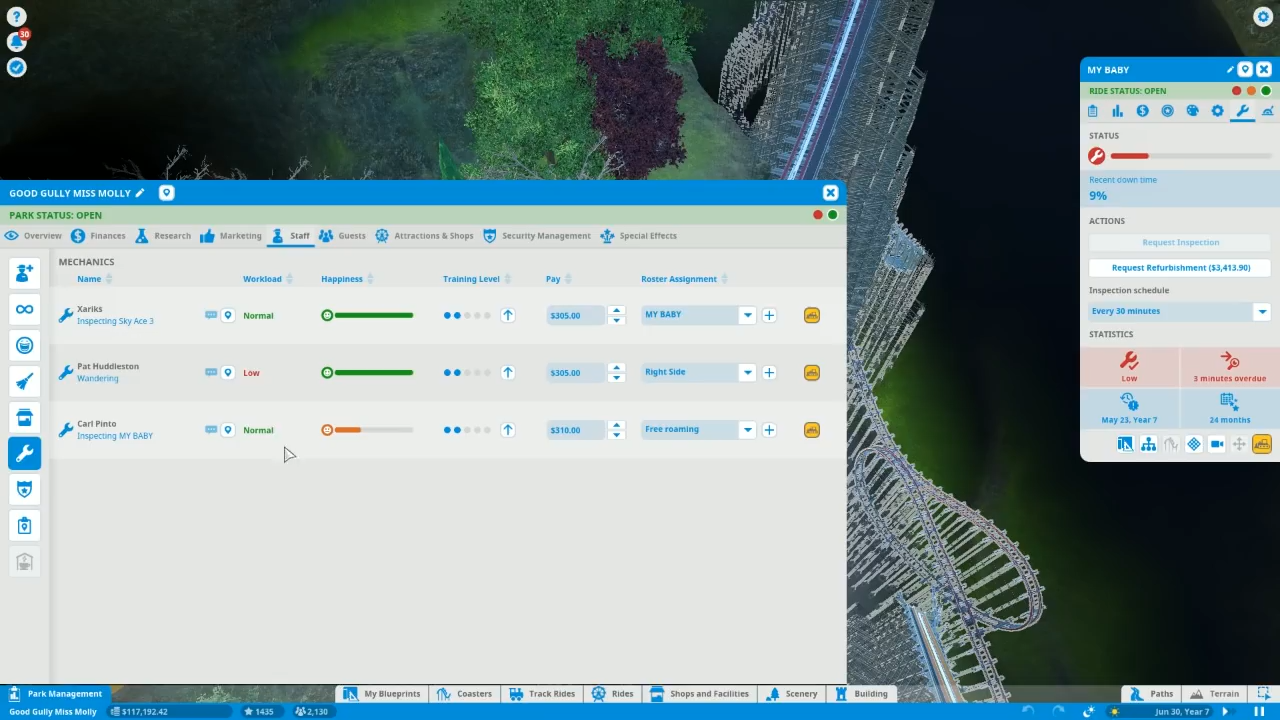 ?
30
MY BABY
RIDE STATUS: OPEN
STATUS
Recent down time
9%
ACTIONS
Request Inspection
Request Refurbishment ($3,413.90)
Inspection schedule
Every 30 minutes
STATISTICS
Low
3 minutes overdue
May 23, Year 7
24 months
GOOD GULLY MISS MOLLY
PARK STATUS: OPEN
Overview Finances Research Marketing Staff Guests Attractions & Shops Security Management Special Effects
MECHANICS
Name Workload Happiness Training Level Pay Roster Assignment
Xariks
Inspecting Sky Ace 3
Normal
$305.00
MY BABY
Pat Huddleston
Wandering
Low
$305.00
Right Side
Carl Pinto
Inspecting MY BABY
Normal
$310.00
Free roaming
Park Management
My Blueprints Coasters Track Rides Rides Shops and Facilities Scenery Building
Paths Terrain
Good Gully Miss Molly $117,192.42 1435 2,130
Jun 30, Year 7